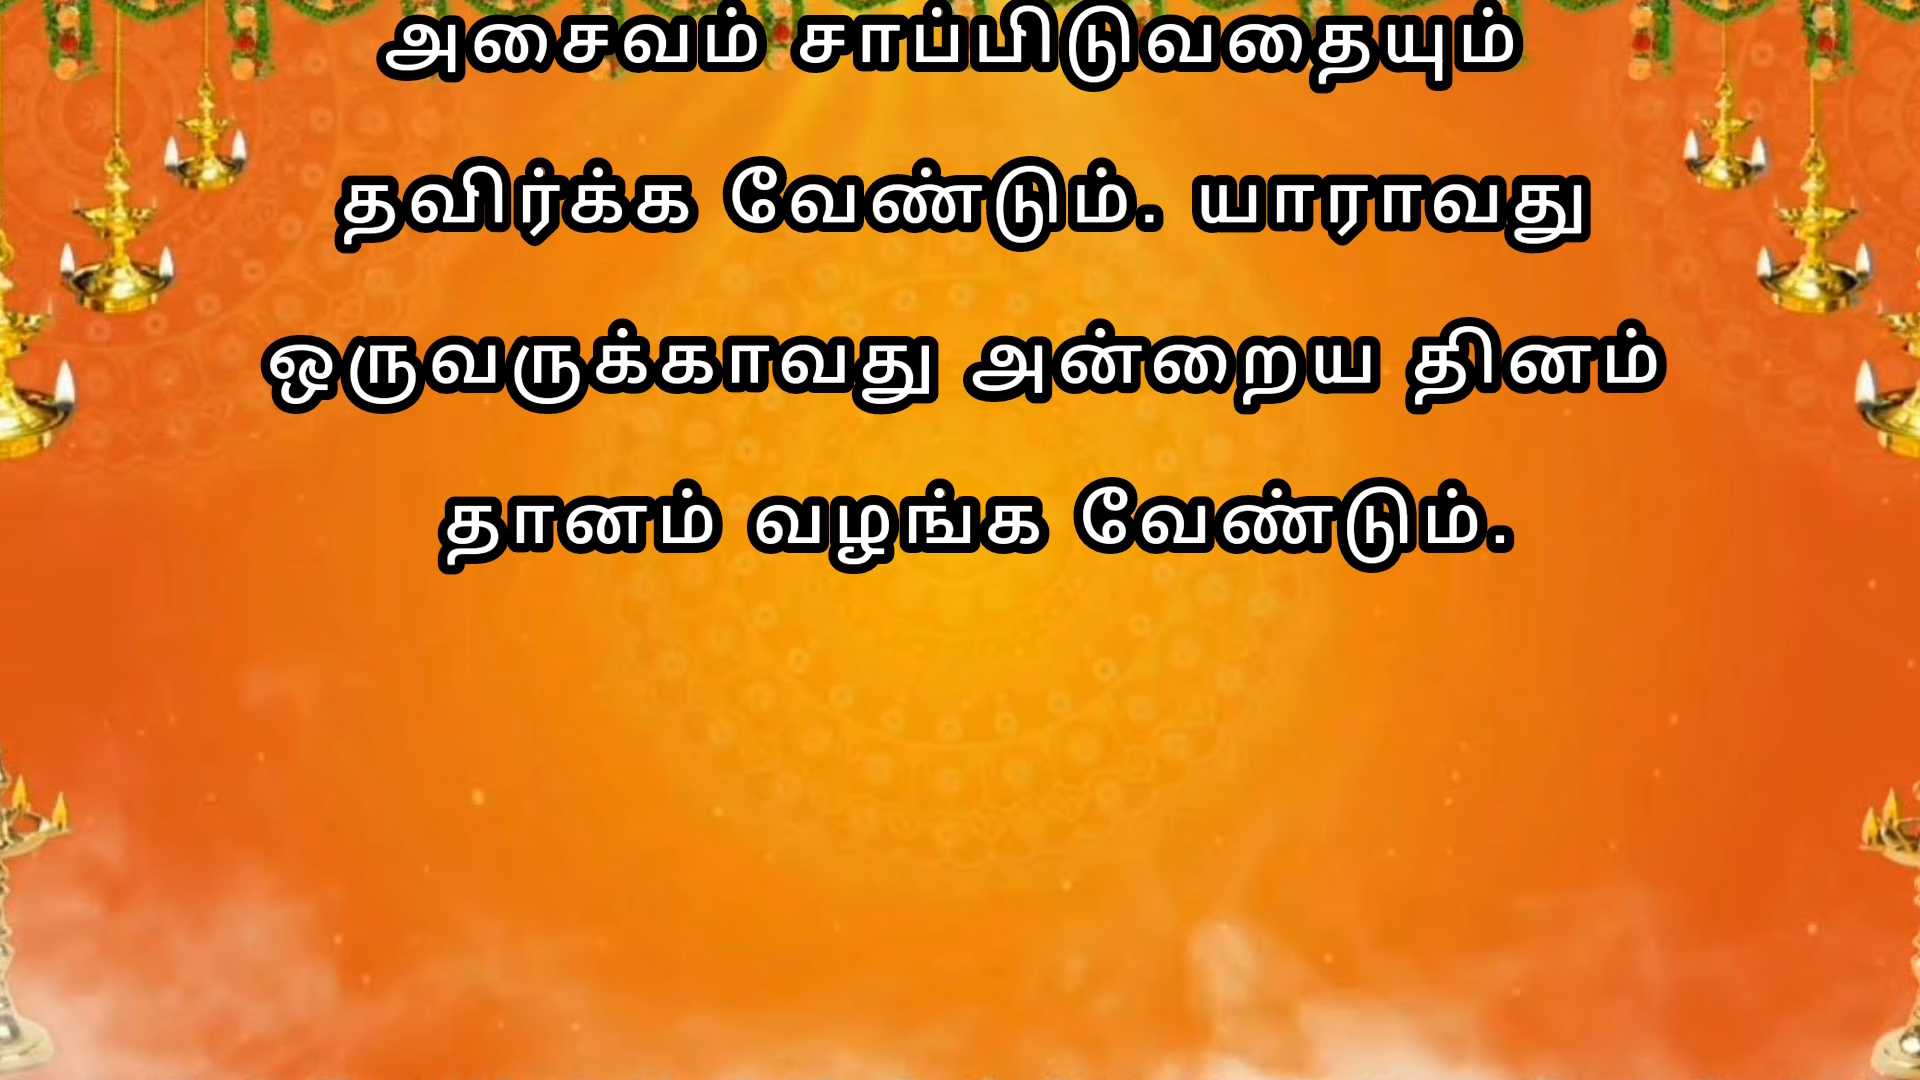 அசைவம் சாப்பிடுவதையும்
தவிர்க்க வேண்டும். யாராவது
ஒருவருக்காவது அன்றைய தினம்
தானம் வழங்க வேண்டும்.